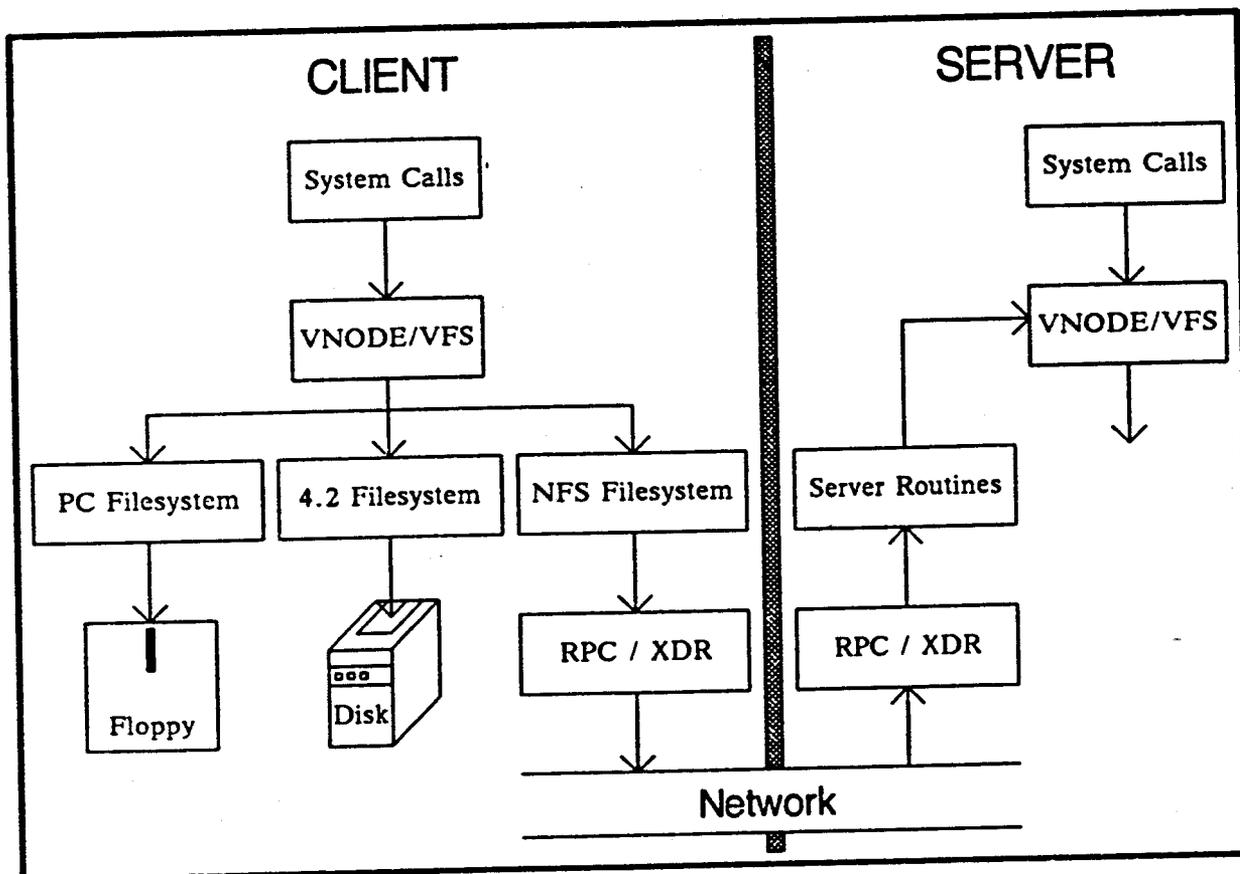 CLIENT
SERVER
System Calls
System Calls
VNODE/VFS
VNODE/VFS
PC Filesystem
4.2 Filesystem
NFS Filesystem
Server Routines
RPC / XDR
RPC / XDR
Floppy
Disk
Network